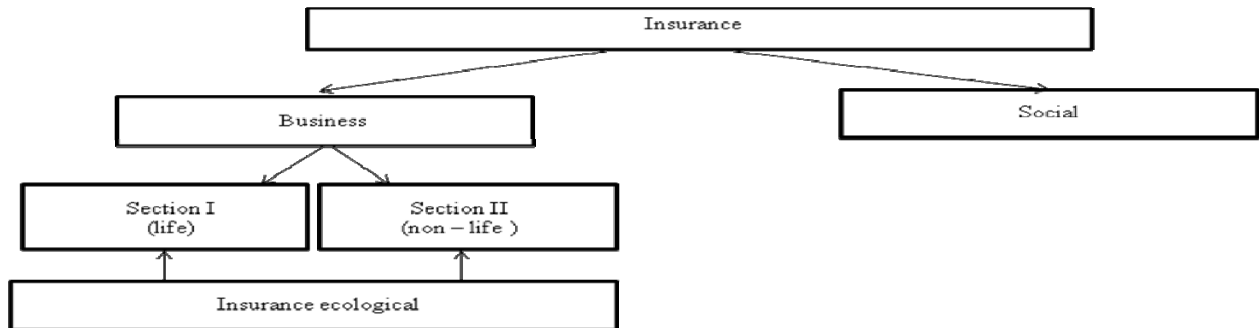 Insurance
Business
Social
Section I
(life)
Section II
(non – life )
Insurance ecological